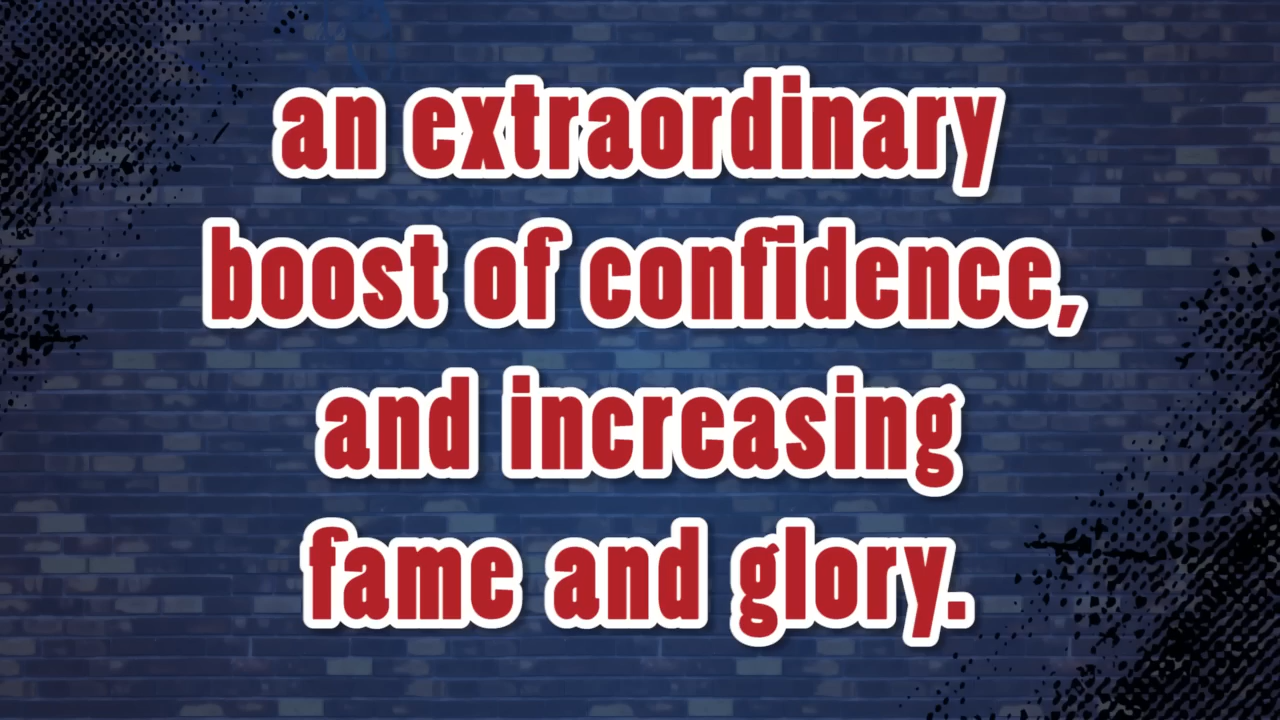 an extraordinary
boost of confidence,
and increasing
fame and glory.